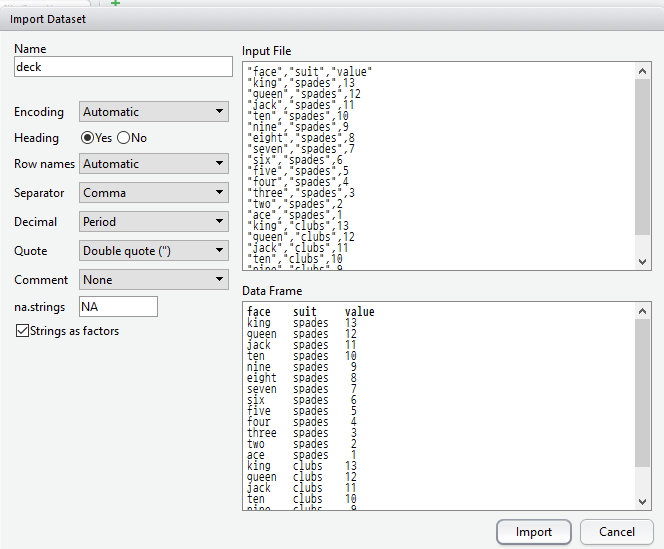 Import Dataset
Name
deck
Encoding Automatic
Heading Yes No
Row names Automatic
Separator Comma
Decimal Period
Quote Double quote (")
Comment None
na.strings NA
Strings as factors
Input File
"face","suit","value"
"king","spades",13
"queen","spades",12
"jack","spades",11
"ten","spades",10
"nine","spades",9
"eight","spades",8
"seven","spades",7
"six","spades",6
"five","spades",5
"four","spades",4
"three","spades",3
"two","spades",2
"ace","spades",1
"king","clubs",13
"queen","clubs",12
"jack","clubs",11
"ten","clubs",10
"nine","clubs",9
Data Frame
face suit value
king spades 13
queen spades 12
jack spades 11
ten spades 10
nine spades 9
eight spades 8
seven spades 7
six spades 6
five spades 5
four spades 4
three spades 3
two spades 2
ace spades 1
king clubs 13
queen clubs 12
jack clubs 11
ten clubs 10
nine clubs 9
Import Cancel